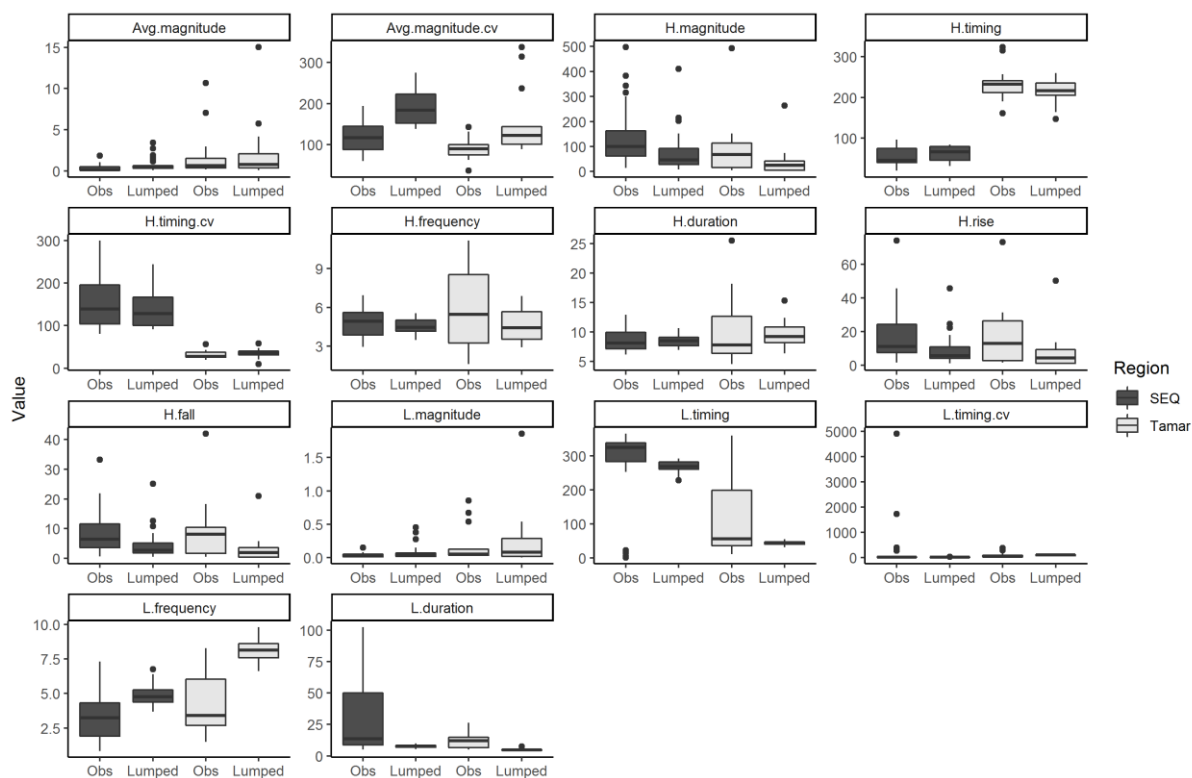 Avg.magnitude Avg.magnitude.cv H.magnitude H.timing
15 10 5 0
300 200 100
500 400 300 200 100 0
300 200 100
Obs Lumped Obs Lumped Obs Lumped Obs Lumped Obs Lumped Obs Lumped Obs Lumped Obs Lumped
H.timing.cv H.frequency H.duration H.rise
300 200 100 0
9 6 3
25 20 15 10 5
60 40 20 0
Obs Lumped Obs Lumped Obs Lumped Obs Lumped Obs Lumped Obs Lumped Obs Lumped Obs Lumped
Value
Region
SEQ
Tamar
H.fall L.magnitude L.timing L.timing.cv
40 30 20 10 0
1.5 1.0 0.5 0.0
300 200 100 0
5000 4000 3000 2000 1000 0
Obs Lumped Obs Lumped Obs Lumped Obs Lumped Obs Lumped Obs Lumped Obs Lumped Obs Lumped
L.frequency L.duration
10.0 7.5 5.0 2.5
100 75 50 25 0
Obs Lumped Obs Lumped Obs Lumped Obs Lumped